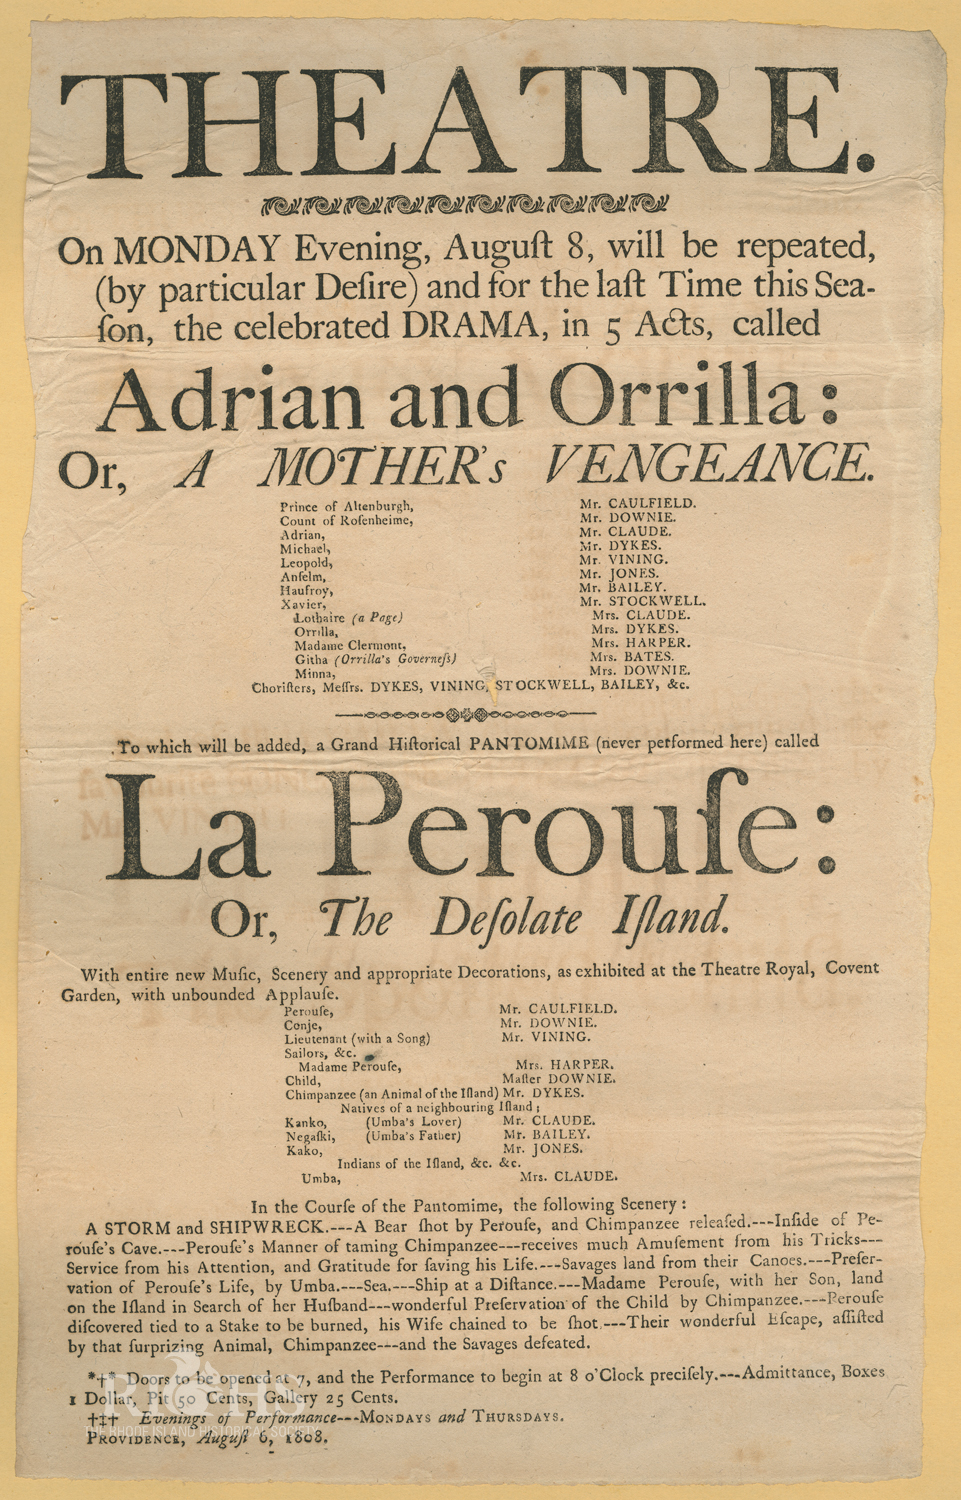 THEATRE.
On MONDAY Evening, Auguſt 8, will be repeated,
(by particular Deſire) and for the laſt Time this Sea-
ſon, the celebrated DRAMA, in 5 Acts, called
Adrian and Orrilla:
Or, A MOTHER's VENGEANCE.
Prince of Altenburgh, Mr. CAULFIELD.
Count of Roſenheime, Mr. DOWNIE.
Adrian, Mr. CLAUDE.
Michael, Mr. DYKES.
Leopold, Mr. VINING.
Anſelm, Mr. JONES.
Haufroy, Mr. BAILEY.
Xavier, Mr. STOCKWELL.
Lothaire (a Page) Mrs. CLAUDE.
Orrilla, Mrs. DYKES.
Madame Clermont, Mrs. HARPER.
Githa (Orrilla's Governeſs) Mrs. BATES.
Minna, Mrs. DOWNIE.
Choriſters, Meſſrs. DYKES, VINING, STOCKWELL, BAILEY, &c.
To which will be added, a Grand Hiſtorical PANTOMIME (never performed here) called
La Perouſe:
Or, The Deſolate Iſland.
With entire new Muſic, Scenery and appropriate Decorations, as exhibited at the Theatre Royal, Covent
Garden, with unbounded Applauſe.
Perouſe, Mr. CAULFIELD.
Conje, Mr. DOWNIE.
Lieutenant (with a Song) Mr. VINING.
Sailors, &c.
Madame Perouſe, Mrs. HARPER.
Child, Maſter DOWNIE.
Chimpanzee (an Animal of the Iſland) Mr. DYKES.
Natives of a neighbouring Iſland;
Kanko, (Umba's Lover) Mr. CLAUDE.
Negaſki, (Umba's Father) Mr. BAILEY.
Kako, Mr. JONES.
Indians of the Iſland, &c. &c.
Umba, Mrs. CLAUDE.
In the Courſe of the Pantomime, the following Scenery:
A STORM and SHIPWRECK.---A Bear ſhot by Perouſe, and Chimpanzee releaſed.---Inſide of Pe-
rouſe's Cave.---Perouſe's Manner of taming Chimpanzee---receives much Amuſement from his Tricks---
Service from his Attention, and Gratitude for ſaving his Life.---Savages land from their Canoes.---Preſer-
vation of Perouſe's Life, by Umba.---Sea.---Ship at a Diſtance.---Madame Perouſe, with her Son, land
on the Iſland in Search of her Huſband---wonderful Preſervation of the Child by Chimpanzee.---Perouſe
diſcovered tied to a Stake to be burned, his Wife chained to be ſhot.---Their wonderful Eſcape, aſſiſted
by that ſurprizing Animal, Chimpanzee---and the Savages defeated.
*†* Doors to be opened at 7, and the Performance to begin at 8 o'Clock preciſely.---Admittance, Boxes
1 Dollar, Pit 50 Cents, Gallery 25 Cents.
†‡† Evenings of Performance---MONDAYS and THURSDAYS.
PROVIDENCE, Auguſt 6, 1808.
RIHS
THE RHODE ISLAND HISTORICAL SOCIETY